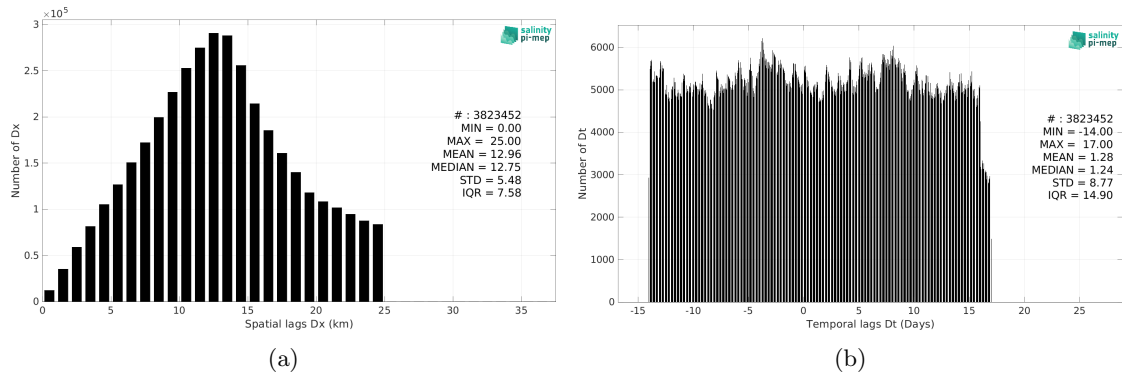 ×10^5
3
2.5
2
1.5
1
0.5
0
Number of Dx
0 5 10 15 20 25 30 35
Spatial lags Dx (km)
salinity
pi-mep
# : 3823452
MIN = 0.00
MAX = 25.00
MEAN = 12.96
MEDIAN = 12.75
STD = 5.48
IQR = 7.58
(a)
6000
5000
4000
3000
2000
1000
0
Number of Dt
-15 -10 -5 0 5 10 15 20 25
Temporal lags Dt (Days)
salinity
pi-mep
# : 3823452
MIN = -14.00
MAX = 17.00
MEAN = 1.28
MEDIAN = 1.24
STD = 8.77
IQR = 14.90
(b)